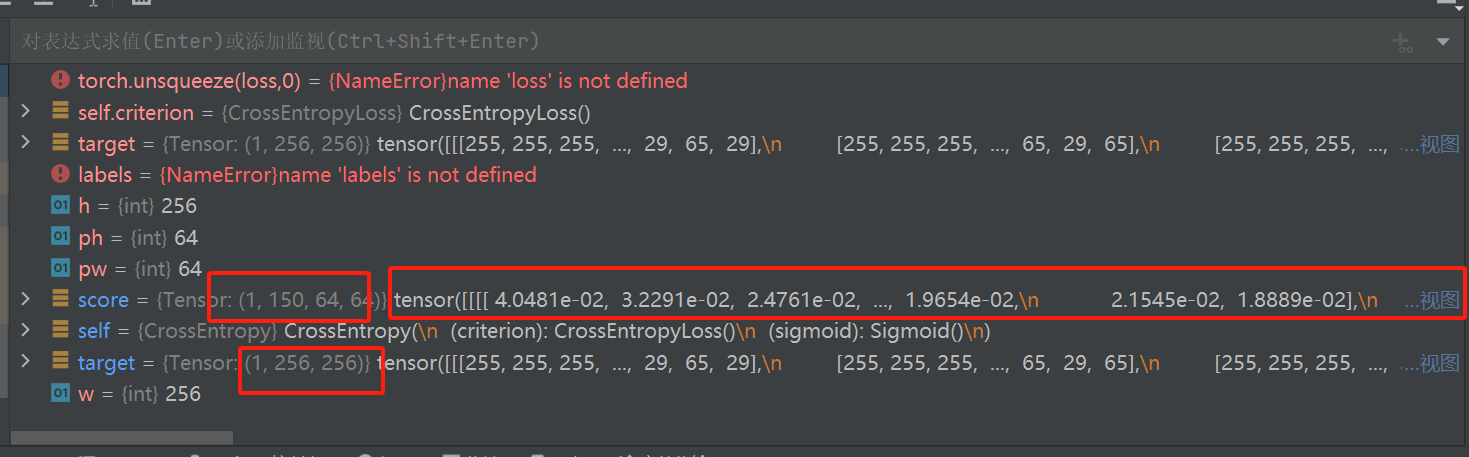 对表达式求值(Enter)或添加监视(Ctrl+Shift+Enter)
torch.unsqueeze(loss,0) = {NameError}name 'loss' is not defined
self.criterion = {CrossEntropyLoss} CrossEntropyLoss()
target = {Tensor: (1, 256, 256)} tensor([[[255, 255, 255, ..., 29, 65, 29],\n [255, 255, 255, ..., 65, 29, 65],\n [255, 255, 255, ..., ...视图
labels = {NameError}name 'labels' is not defined
01 h = {int} 256
01 ph = {int} 64
01 pw = {int} 64
score = {Tensor: (1, 150, 64, 64)} tensor([[[[ 4.0481e-02, 3.2291e-02, 2.4761e-02, ..., 1.9654e-02,\n 2.1545e-02, 1.8889e-02],\n ...视图
self = {CrossEntropy} CrossEntropy(\n (criterion): CrossEntropyLoss()\n (sigmoid): Sigmoid()\n)
target = {Tensor: (1, 256, 256)} tensor([[[255, 255, 255, ..., 29, 65, 29],\n [255, 255, 255, ..., 65, 29, 65],\n [255, 255, 255, ..., ...视图
01 w = {int} 256